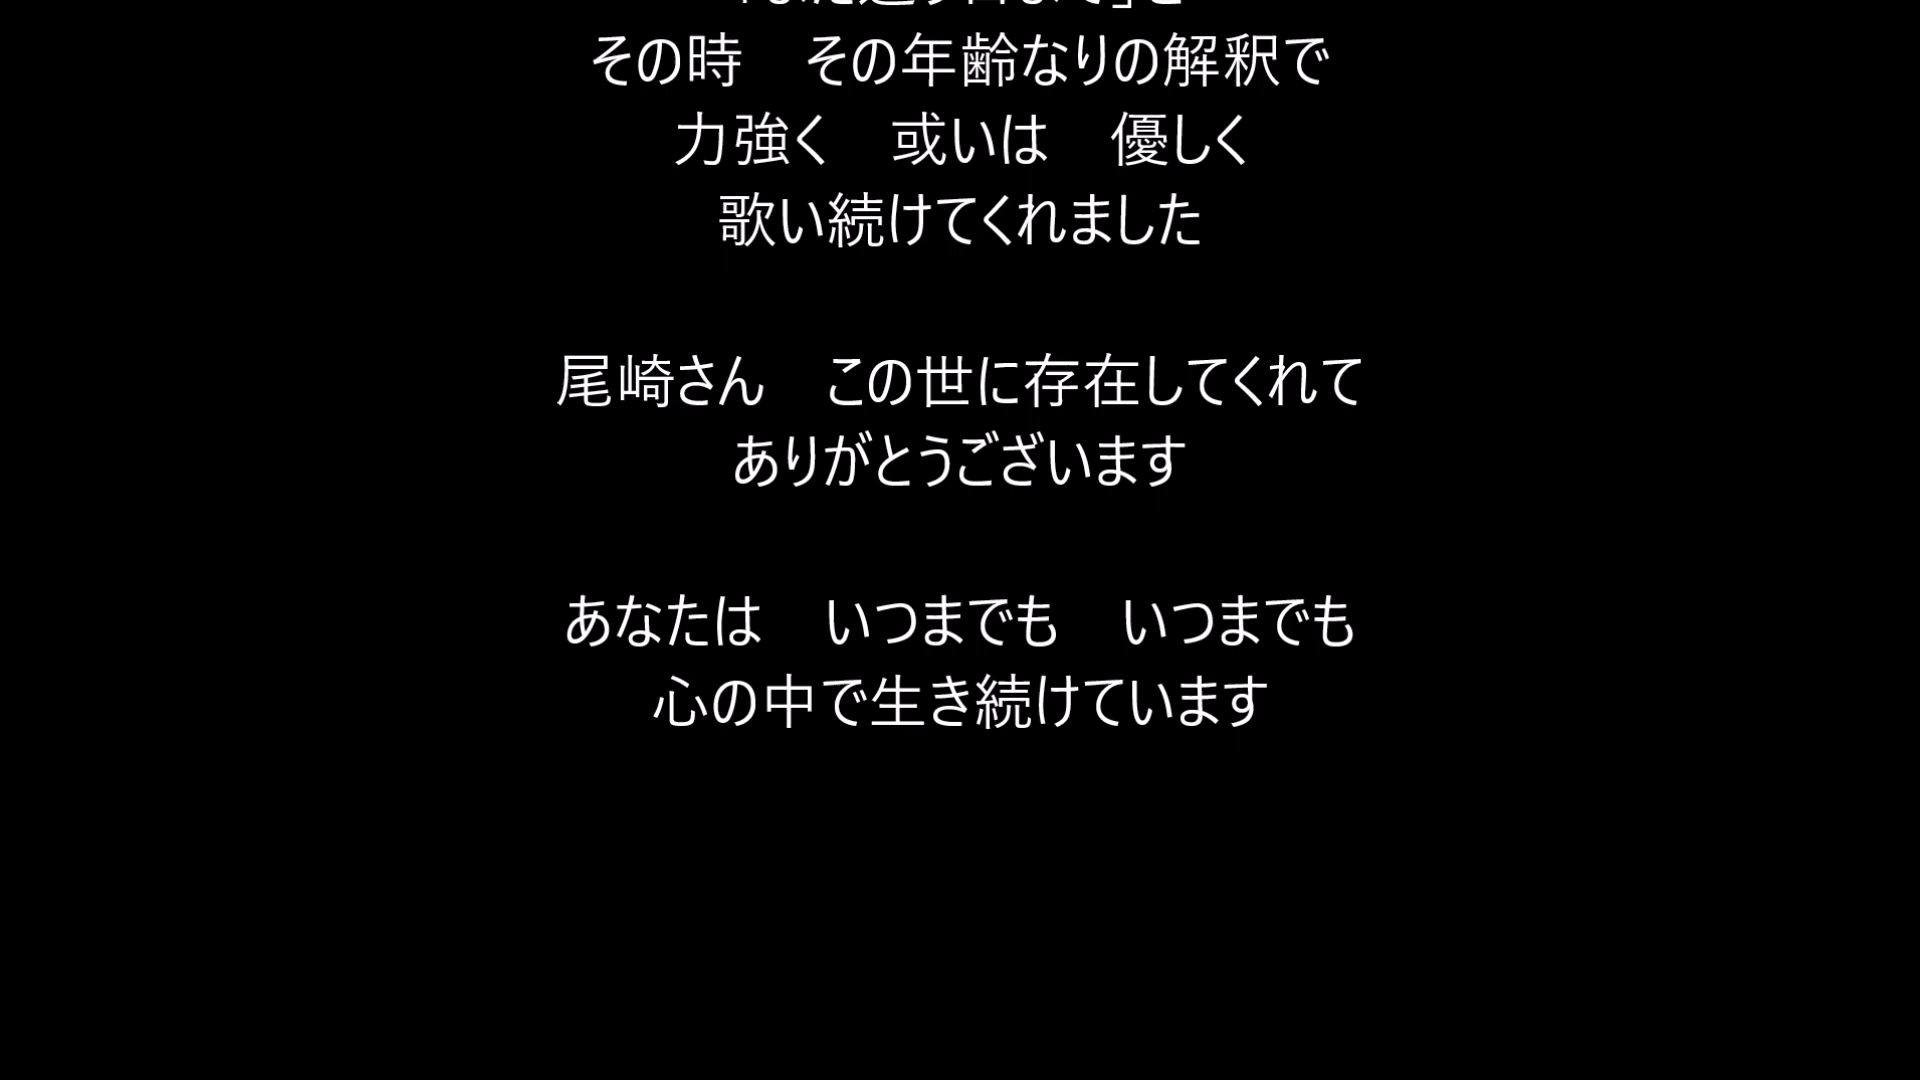 その時　その年齢なりの解釈で
力強く　或いは　優しく
歌い続けてくれました
尾崎さん　この世に存在してくれて
ありがとうございます
あなたは　いつまでも　いつまでも
心の中で生き続けています